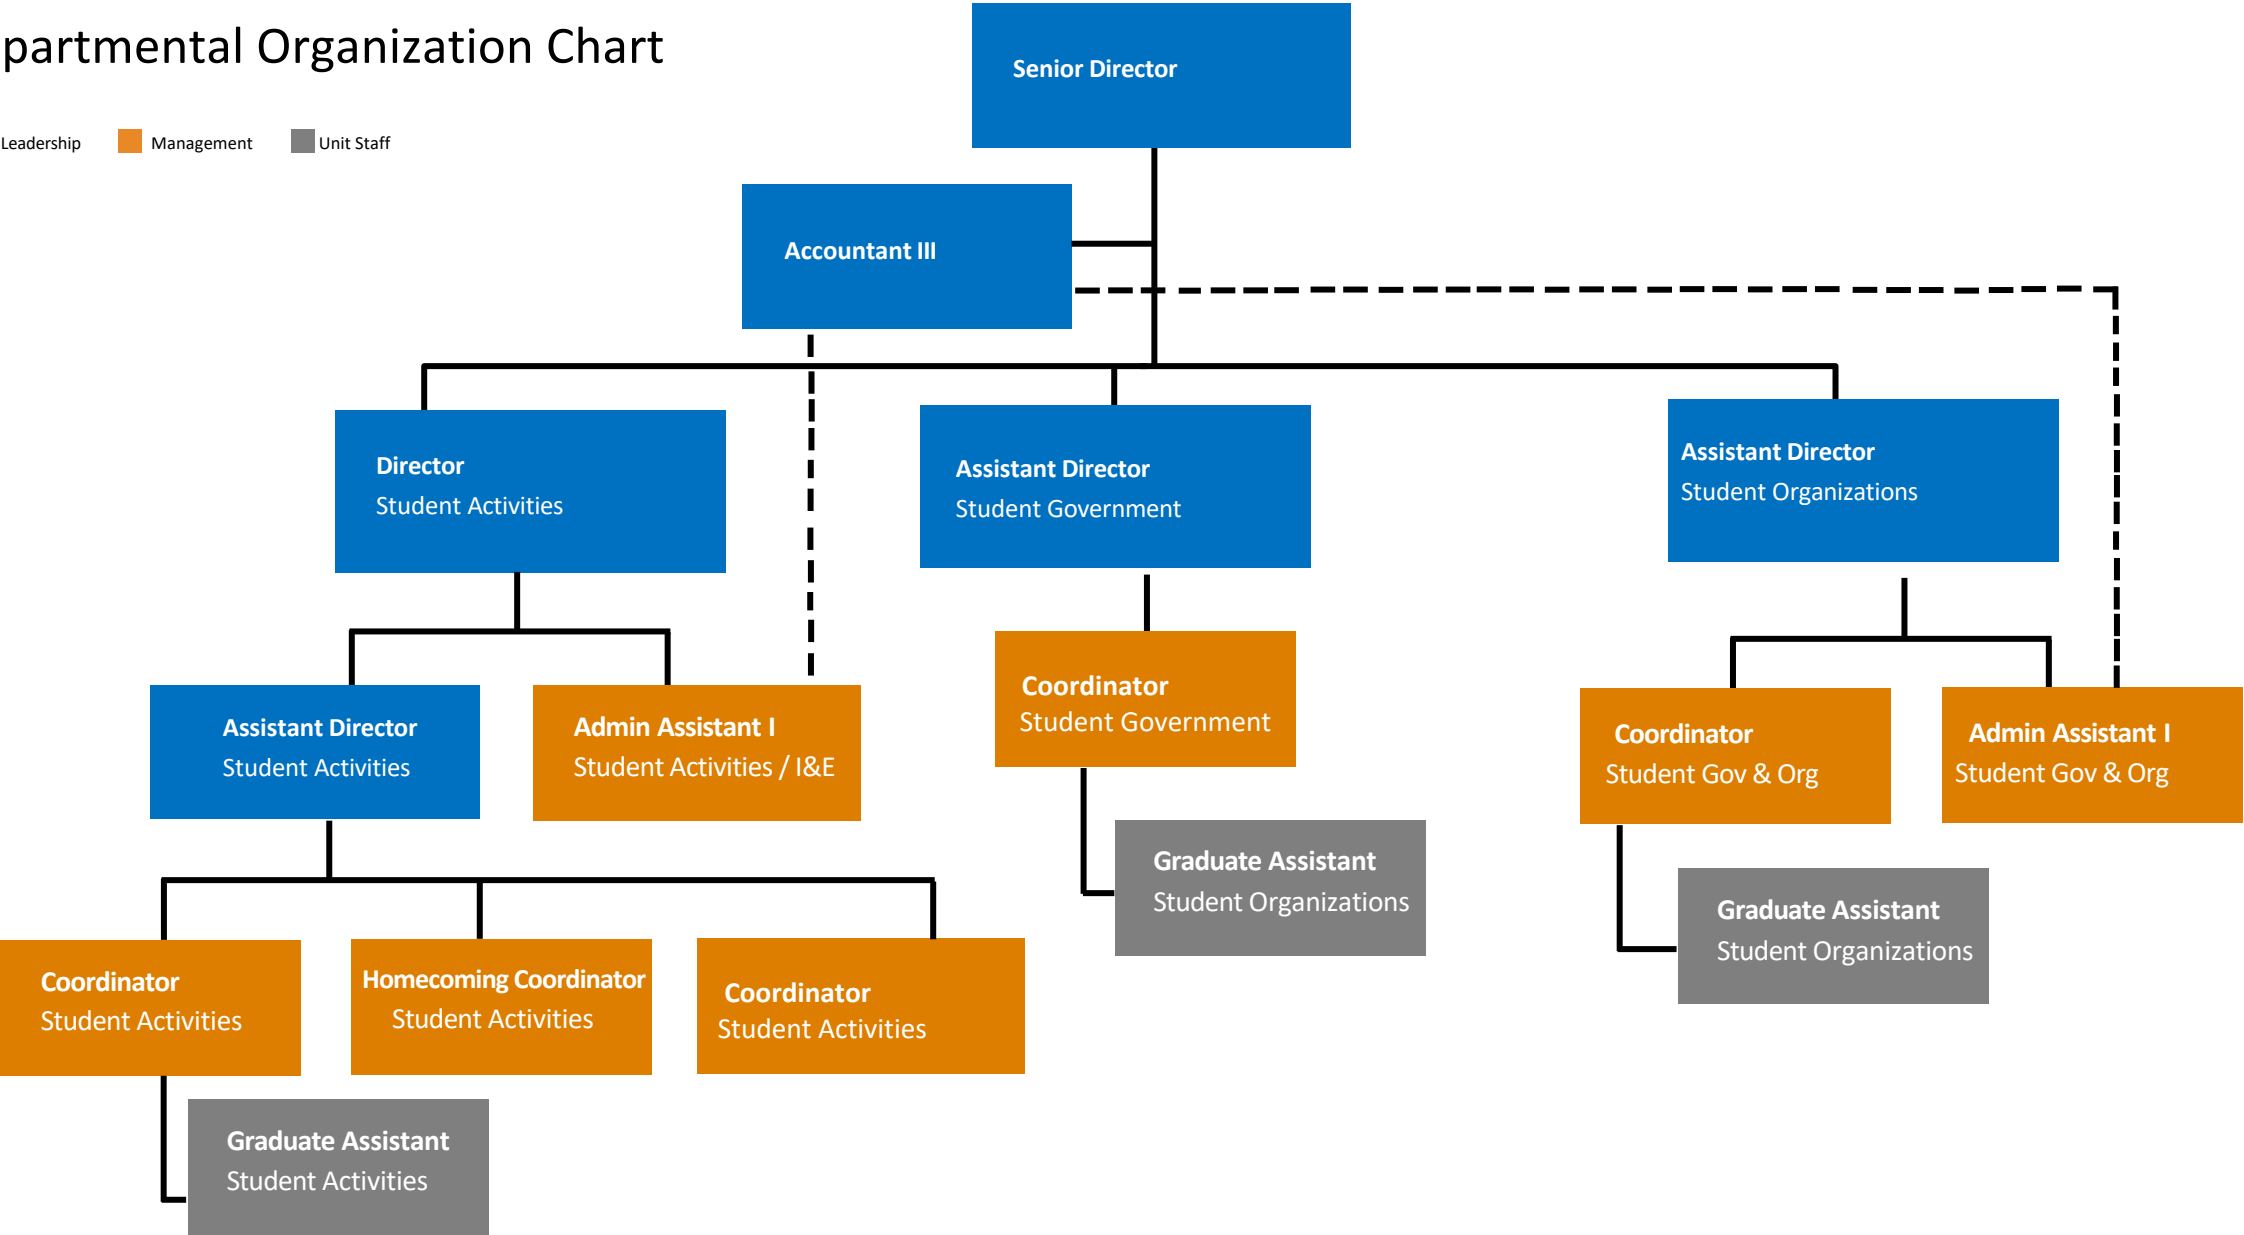 partmental Organization Chart
Senior Director
Leadership Management Unit Staff
Accountant III
Director
Student Activities
Assistant Director
Student Government
Assistant Director
Student Organizations
Assistant Director
Student Activities
Admin Assistant I
Student Activities / I&E
Coordinator
Student Government
Coordinator
Student Gov & Org
Admin Assistant I
Student Gov & Org
Graduate Assistant
Student Organizations
Graduate Assistant
Student Organizations
Coordinator
Student Activities
Homecoming Coordinator
Student Activities
Coordinator
Student Activities
Graduate Assistant
Student Activities